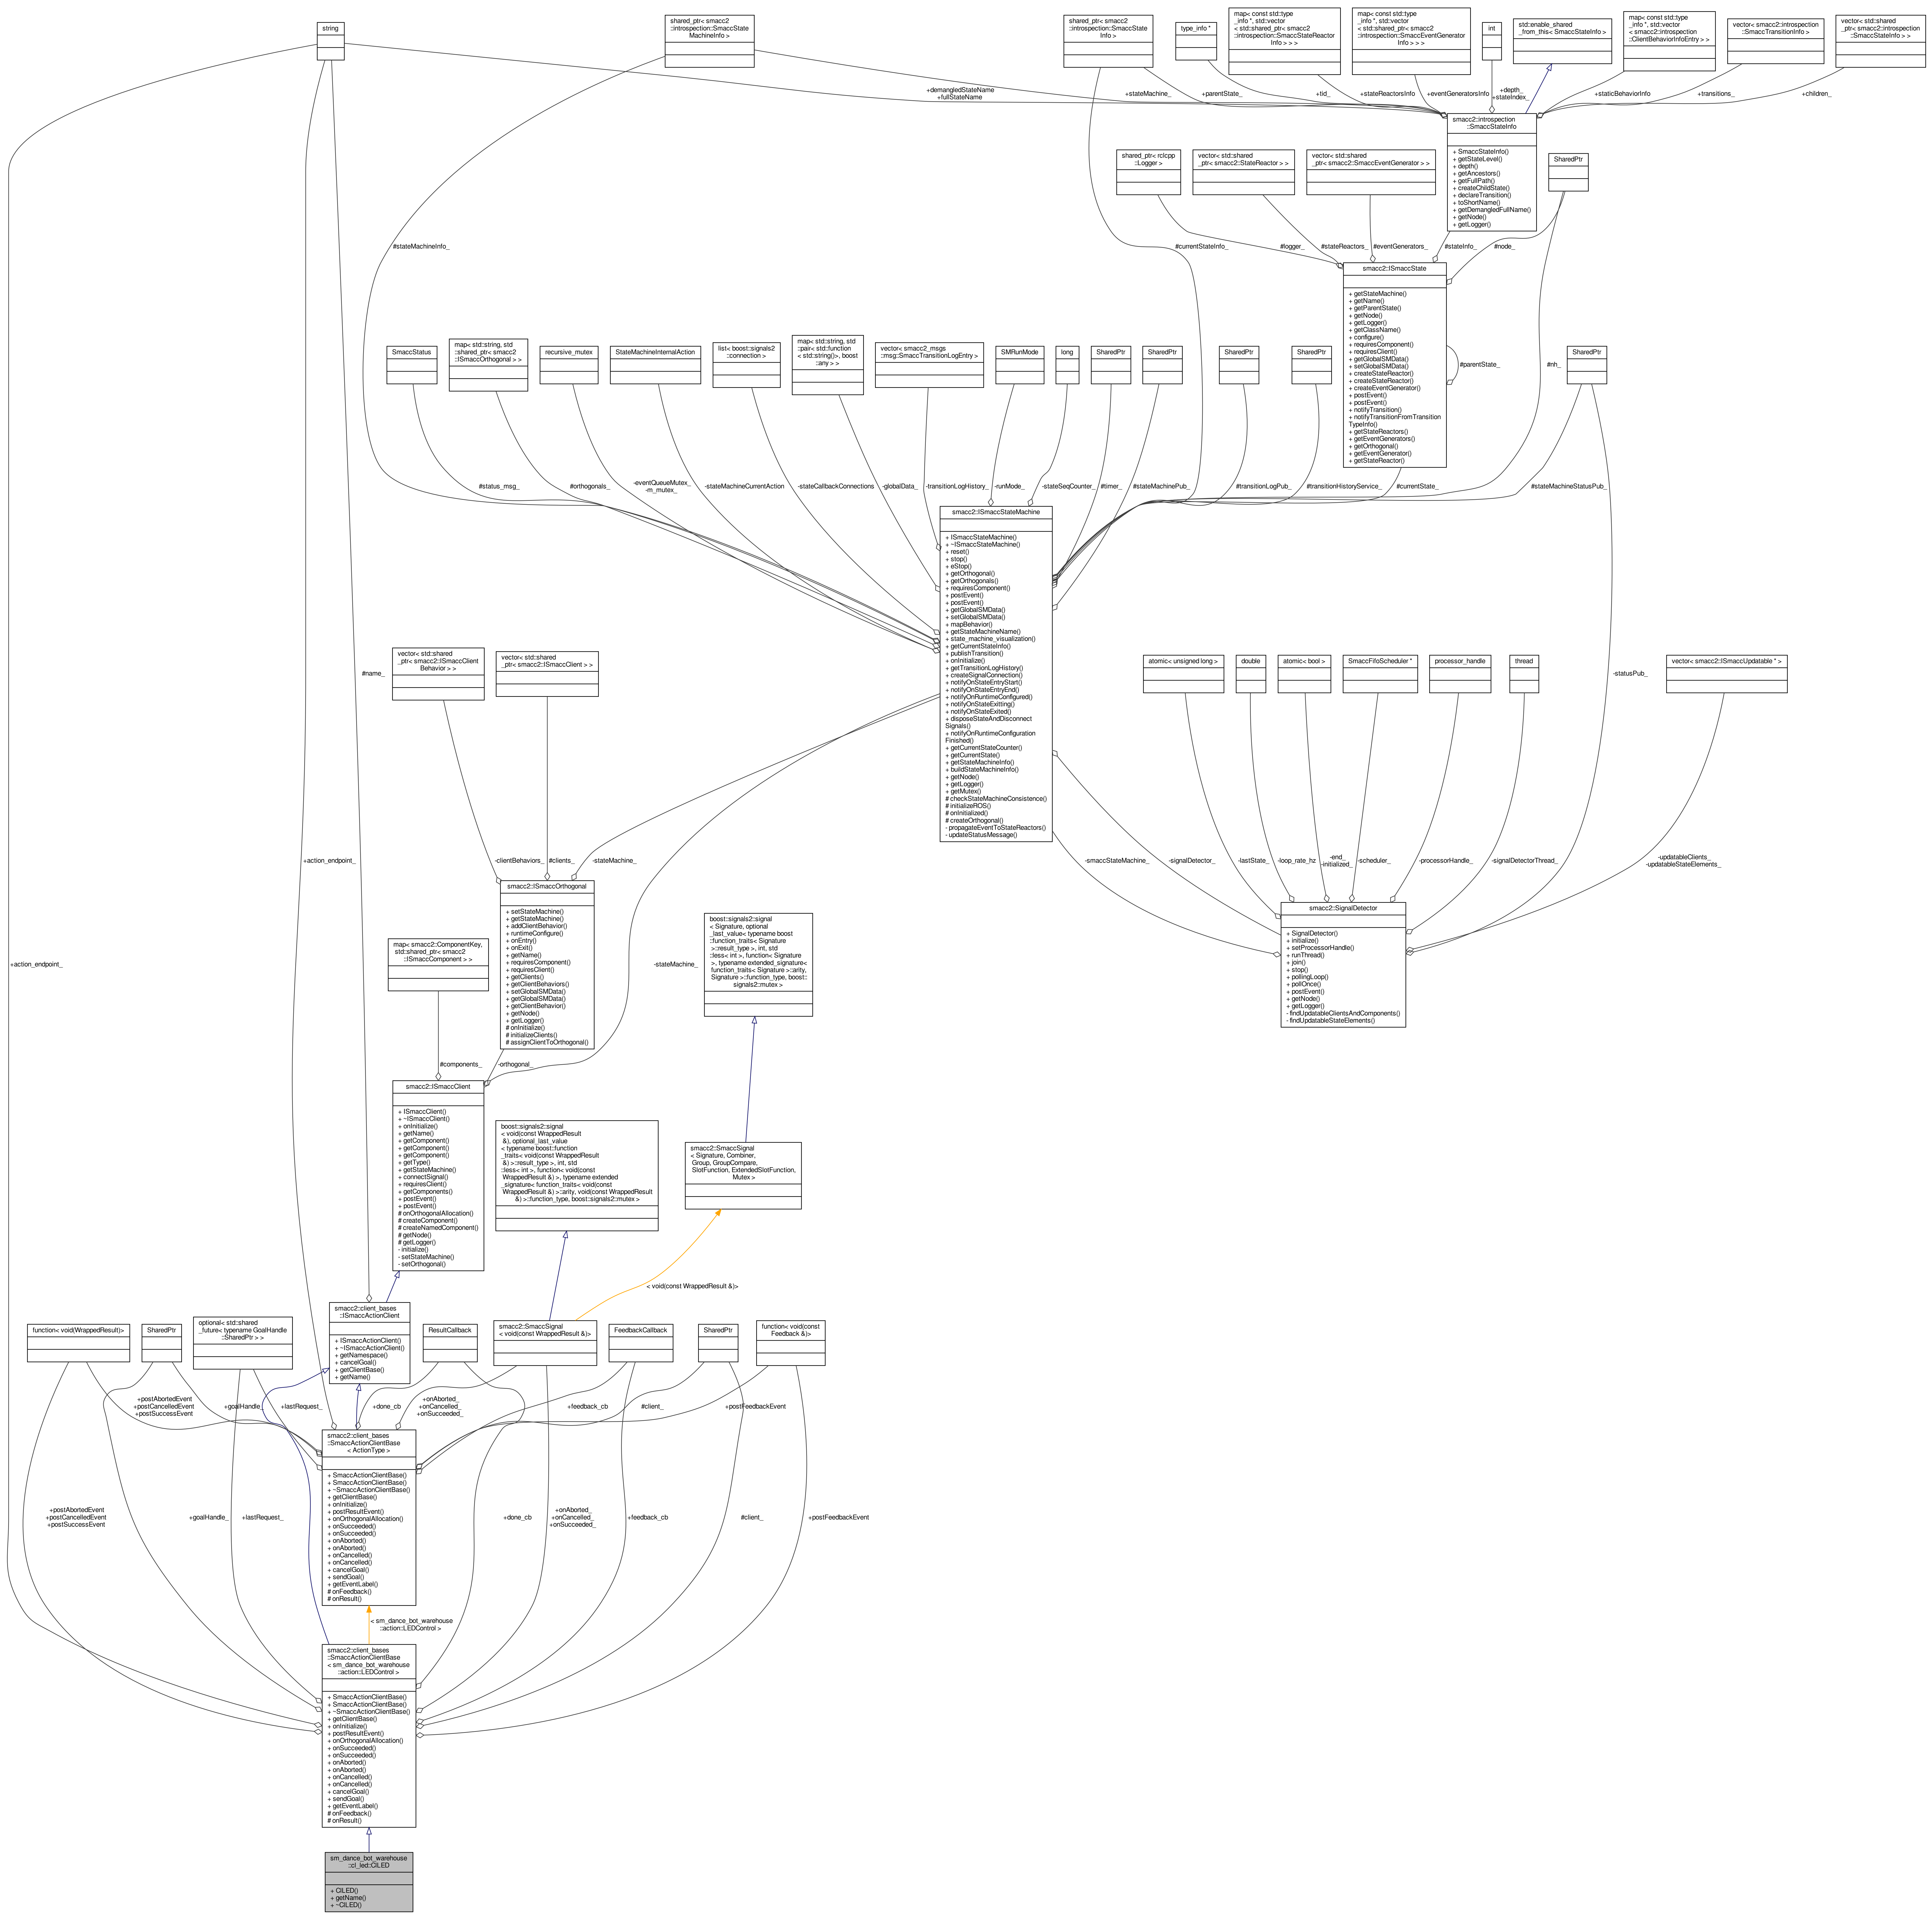 string
shared_ptr< smacc2
::introspection::SmaccState
MachineInfo >
shared_ptr< smacc2
::introspection::SmaccState
Info >
type_info *
map< const std::type
_info *, std::vector
< std::shared_ptr< smacc2
::introspection::SmaccStateReactor
Info > > >
map< const std::type
_info *, std::vector
< std::shared_ptr< smacc2
::introspection::SmaccEventGenerator
Info > > >
int
std::enable_shared
_from_this< SmaccStateInfo >
map< const std::type
_info *, std::vector
< smacc2::introspection
::ClientBehaviorInfoEntry > >
vector< smacc2::introspection
::SmaccTransitionInfo >
vector< std::shared
_ptr< smacc2::introspection
::SmaccStateInfo > >
+demangledStateName
+fullStateName
+stateMachine_
+parentState_
+tid_
+stateReactorsInfo
+eventGeneratorsInfo
+depth_
+stateIndex_
+staticBehaviorInfo
+transitions_
+children_
smacc2::introspection
::SmaccStateInfo
+ SmaccStateInfo()
+ getStateLevel()
+ depth()
+ getAncestors()
+ getFullPath()
+ createChildState()
+ declareTransition()
+ toShortName()
+ getDemangledFullName()
+ getNode()
+ getLogger()
shared_ptr< rclcpp
::Logger >
vector< std::shared
_ptr< smacc2::StateReactor > >
vector< std::shared
_ptr< smacc2::SmaccEventGenerator > >
SharedPtr
#stateMachineInfo_
#currentStateInfo_
#logger_
#stateReactors_
#eventGenerators_
#stateInfo_
#node_
smacc2::ISmaccState
+ getStateMachine()
+ getName()
+ getParentState()
+ getNode()
+ getLogger()
+ getClassName()
+ configure()
+ requiresComponent()
+ requiresClient()
+ getGlobalSMData()
+ setGlobalSMData()
+ createStateReactor()
+ createStateReactor()
+ createEventGenerator()
+ postEvent()
+ postEvent()
+ notifyTransition()
+ notifyTransitionFromTransition
TypeInfo()
+ getStateReactors()
+ getEventGenerators()
+ getOrthogonal()
+ getEventGenerator()
+ getStateReactor()
#parentState_
#nh_
SmaccStatus
map< std::string, std
::shared_ptr< smacc2
::ISmaccOrthogonal > >
recursive_mutex
StateMachineInternalAction
list< boost::signals2
::connection >
map< std::string, std
::pair< std::function
< std::string()>, boost
::any > >
vector< smacc2_msgs
::msg::SmaccTransitionLogEntry >
SMRunMode
long
SharedPtr
SharedPtr
SharedPtr
SharedPtr
SharedPtr
#status_msg_
#orthogonals_
-eventQueueMutex_
-m_mutex_
-stateMachineCurrentAction
-stateCallbackConnections
-globalData_
-transitionLogHistory_
-runMode_
-stateSeqCounter_
#timer_
#stateMachinePub_
#transitionLogPub_
#transitionHistoryService_
#currentState_
#stateMachineStatusPub_
smacc2::ISmaccStateMachine
+ ISmaccStateMachine()
+ ~ISmaccStateMachine()
+ reset()
+ stop()
+ eStop()
+ getOrthogonal()
+ getOrthogonals()
+ requiresComponent()
+ postEvent()
+ postEvent()
+ getGlobalSMData()
+ setGlobalSMData()
+ mapBehavior()
+ getStateMachineName()
+ state_machine_visualization()
+ getCurrentStateInfo()
+ publishTransition()
+ onInitialize()
+ getTransitionLogHistory()
+ createSignalConnection()
+ notifyOnStateEntryStart()
+ notifyOnStateEntryEnd()
+ notifyOnRuntimeConfigured()
+ notifyOnStateExitting()
+ notifyOnStateExited()
+ disposeStateAndDisconnect
Signals()
+ notifyOnRuntimeConfiguration
Finished()
+ getCurrentStateCounter()
+ getCurrentState()
+ getStateMachineInfo()
+ buildStateMachineInfo()
+ getNode()
+ getLogger()
+ getMutex()
# checkStateMachineConsistence()
# initializeROS()
# onInitialized()
# createOrthogonal()
- propagateEventToStateReactors()
- updateStatusMessage()
#name_
vector< std::shared
_ptr< smacc2::ISmaccClient
Behavior > >
vector< std::shared
_ptr< smacc2::ISmaccClient > >
atomic< unsigned long >
double
atomic< bool >
SmaccFifoScheduler *
processor_handle
thread
vector< smacc2::ISmaccUpdatable * >
-statusPub_
+action_endpoint_
-clientBehaviors_
#clients_
-stateMachine_
-smaccStateMachine_
-signalDetector_
-lastState_
-loop_rate_hz
-end_
-initialized_
-scheduler_
-processorHandle_
-signalDetectorThread_
-updatableClients_
-updatableStateElements_
smacc2::ISmaccOrthogonal
+ setStateMachine()
+ getStateMachine()
+ addClientBehavior()
+ runtimeConfigure()
+ onEntry()
+ onExit()
+ getName()
+ requiresComponent()
+ requiresClient()
+ getClients()
+ getClientBehaviors()
+ setGlobalSMData()
+ getGlobalSMData()
+ getClientBehavior()
+ getNode()
+ getLogger()
# onInitialize()
# initializeClients()
# assignClientToOrthogonal()
smacc2::SignalDetector
+ SignalDetector()
+ initialize()
+ setProcessorHandle()
+ runThread()
+ join()
+ stop()
+ pollingLoop()
+ pollOnce()
+ postEvent()
+ getNode()
+ getLogger()
- findUpdatableClientsAndComponents()
- findUpdatableStateElements()
+action_endpoint_
map< smacc2::ComponentKey,
std::shared_ptr< smacc2
::ISmaccComponent > >
-stateMachine_
boost::signals2::signal
< Signature, optional
_last_value< typename boost
::function_traits< Signature
>::result_type >, int, std
::less< int >, function< Signature
>, typename extended_signature<
function_traits< Signature >::arity,
Signature >::function_type, boost::
signals2::mutex >
#components_
-orthogonal_
smacc2::ISmaccClient
+ ISmaccClient()
+ ~ISmaccClient()
+ onInitialize()
+ getName()
+ getComponent()
+ getComponent()
+ getComponent()
+ getType()
+ getStateMachine()
+ connectSignal()
+ requiresClient()
+ getComponents()
+ postEvent()
+ postEvent()
# onOrthogonalAllocation()
# createComponent()
# createNamedComponent()
# getNode()
# getLogger()
- initialize()
- setStateMachine()
- setOrthogonal()
boost::signals2::signal
< void(const WrappedResult
&), optional_last_value
< typename boost::function
_traits< void(const WrappedResult
&) >::result_type >, int, std
::less< int >, function< void(const
WrappedResult &) >, typename extended
_signature< function_traits< void(const
WrappedResult &) >::arity, void(const WrappedResult
&) >::function_type, boost::signals2::mutex >
smacc2::SmaccSignal
< Signature, Combiner,
Group, GroupCompare,
SlotFunction, ExtendedSlotFunction,
Mutex >
< void(const WrappedResult &)>
smacc2::client_bases
::ISmaccActionClient
+ ISmaccActionClient()
+ ~ISmaccActionClient()
+ getNamespace()
+ cancelGoal()
+ getClientBase()
+ getName()
function< void(WrappedResult)>
SharedPtr
optional< std::shared
_future< typename GoalHandle
::SharedPtr > >
ResultCallback
smacc2::SmaccSignal
< void(const WrappedResult &)>
FeedbackCallback
SharedPtr
function< void(const
Feedback &)>
+postAbortedEvent
+postCancelledEvent
+postSuccessEvent
+goalHandle_
+lastRequest_
+done_cb
+onAborted_
+onCancelled_
+onSucceeded_
+feedback_cb
#client_
+postFeedbackEvent
smacc2::client_bases
::SmaccActionClientBase
< ActionType >
+ SmaccActionClientBase()
+ SmaccActionClientBase()
+ ~SmaccActionClientBase()
+ getClientBase()
+ onInitialize()
+ postResultEvent()
+ onOrthogonalAllocation()
+ onSucceeded()
+ onSucceeded()
+ onAborted()
+ onAborted()
+ onCancelled()
+ onCancelled()
+ cancelGoal()
+ sendGoal()
+ getEventLabel()
# onFeedback()
# onResult()
+postAbortedEvent
+postCancelledEvent
+postSuccessEvent
+goalHandle_
+lastRequest_
+done_cb
+onAborted_
+onCancelled_
+onSucceeded_
+feedback_cb
#client_
+postFeedbackEvent
< sm_dance_bot_warehouse
::action::LEDControl >
smacc2::client_bases
::SmaccActionClientBase
< sm_dance_bot_warehouse
::action::LEDControl >
+ SmaccActionClientBase()
+ SmaccActionClientBase()
+ ~SmaccActionClientBase()
+ getClientBase()
+ onInitialize()
+ postResultEvent()
+ onOrthogonalAllocation()
+ onSucceeded()
+ onSucceeded()
+ onAborted()
+ onAborted()
+ onCancelled()
+ onCancelled()
+ cancelGoal()
+ sendGoal()
+ getEventLabel()
# onFeedback()
# onResult()
sm_dance_bot_warehouse
::cl_led::ClLED
+ ClLED()
+ getName()
+ ~ClLED()